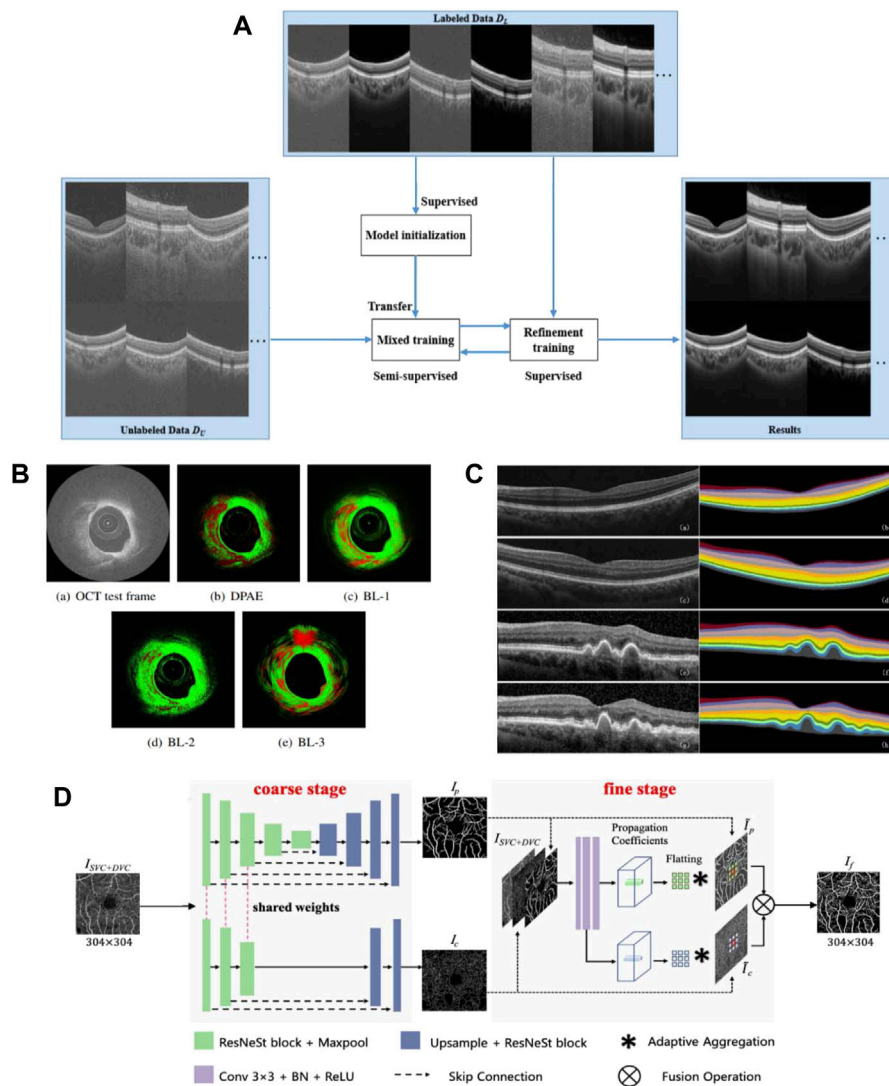 A
Labeled Data D_L
...
Supervised
Model initialization
Transfer
Mixed training
Refinement
training
Semi-supervised
Supervised
...
...
Unlabeled Data D_U
...
...
Results
B
(a) OCT test frame
(b) DPAE
(c) BL-1
(d) BL-2
(e) BL-3
C
(a)
(b
(c)
(d
(e)
(f
(g)
(h
D
coarse stage
I_p
fine stage
I_SVC+DVC
304×304
shared weights
I_c
I_SVC+DVC
Propagation
Coefficients
Flatting
Ĩ_p
Ĩ_c
I_f
304×304
ResNeSt block + Maxpool
Upsample + ResNeSt block
Adaptive Aggregation
Conv 3×3 + BN + ReLU
Skip Connection
Fusion Operation